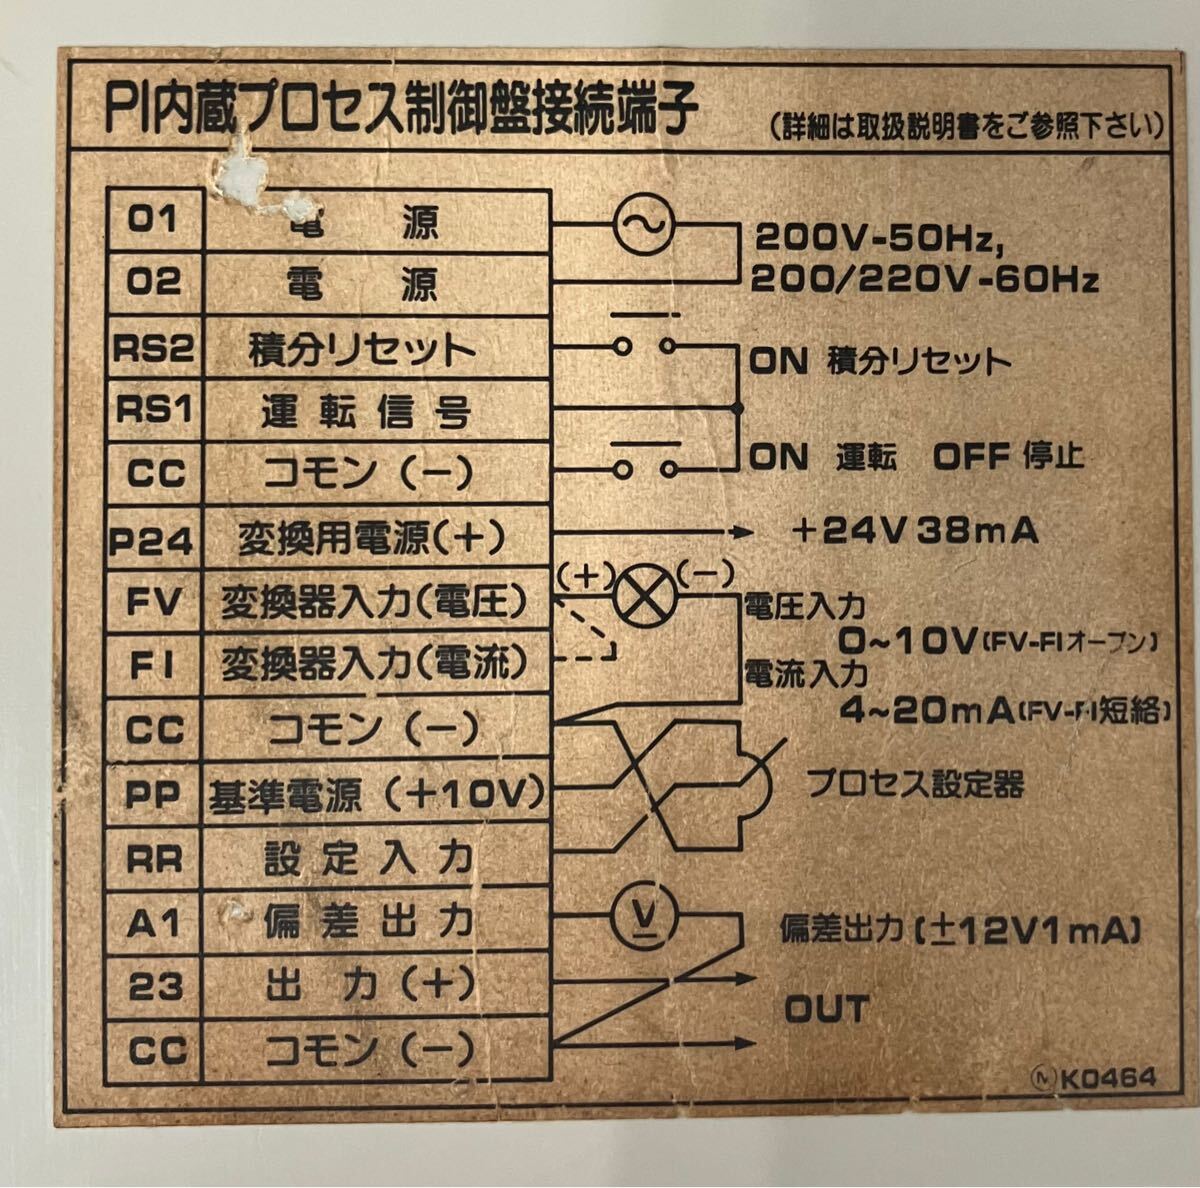 PI内蔵プロセス制御盤接続端子 (詳細は取扱説明書をご参照下さい)
01 電源
02 電源
200V-50Hz,
200/220V-60Hz
RS2 積分リセット ON 積分リセット
RS1 運転信号
CC コモン(-) ON 運転 OFF 停止
P24 変換用電源(+) +24V 38mA
FV 変換器入力(電圧) (+) (-) 電圧入力
0~10V(FV-FIオープン)
FI 変換器入力(電流) 電流入力
4~20mA(FV-FI短絡)
CC コモン(-)
PP 基準電源(+10V) プロセス設定器
RR 設定入力
A1 偏差出力 V 偏差出力(±12V1mA)
23 出力(+)
OUT
CC コモン(-)
K0464